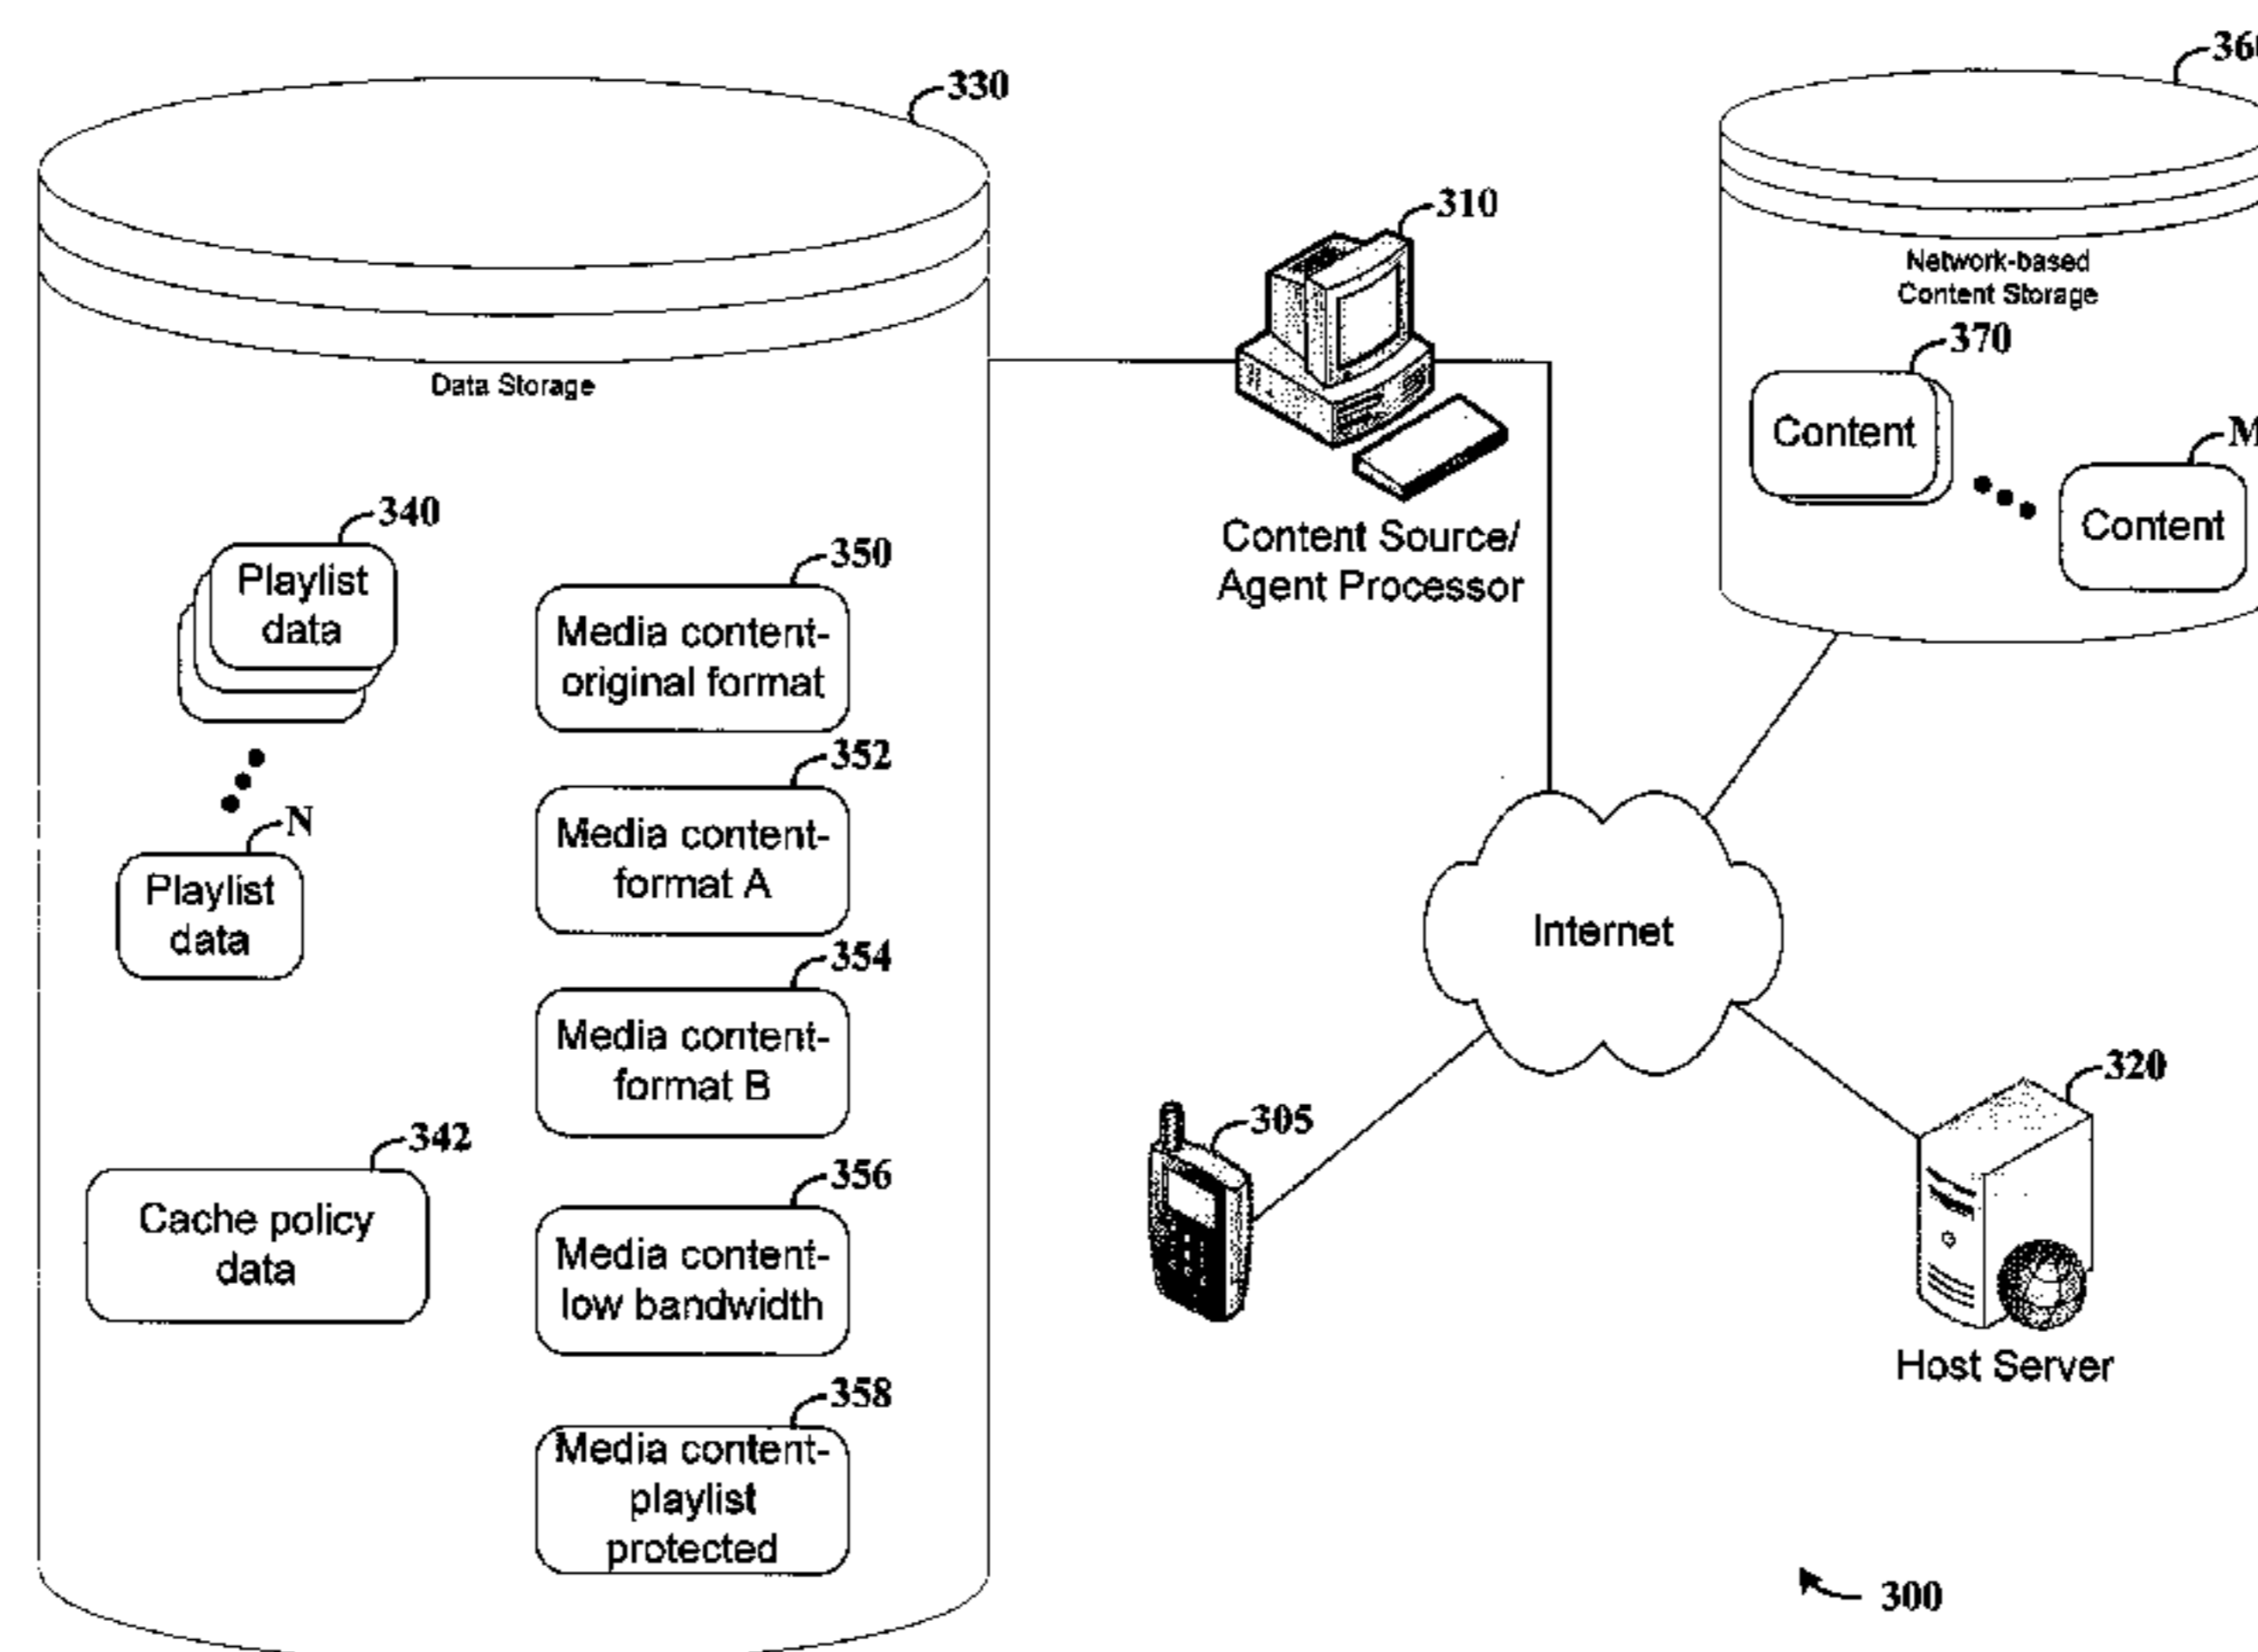 330
Data Storage
340
Playlist
data
N
Playlist
data
342
Cache policy
data
350
Media content-
original format
352
Media content-
format A
354
Media content-
format B
356
Media content-
low bandwidth
358
Media content-
playlist
protected
310
Content Source/
Agent Processor
Network-based
Content Storage
370
Content
M
Content
Internet
305
320
Host Server
300